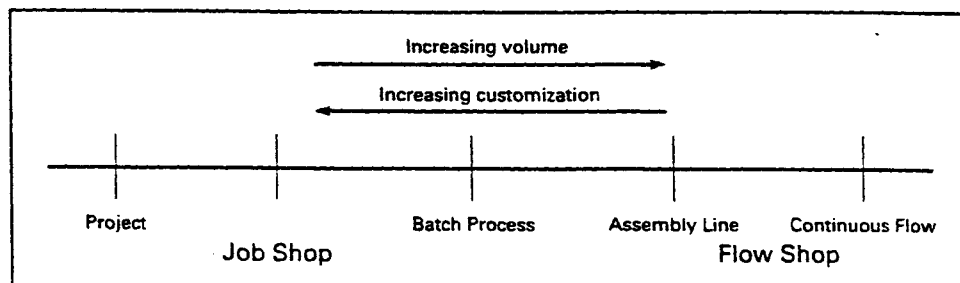 Increasing volume
Increasing customization
Project
Batch Process
Assembly Line
Continuous Flow
Job Shop
Flow Shop